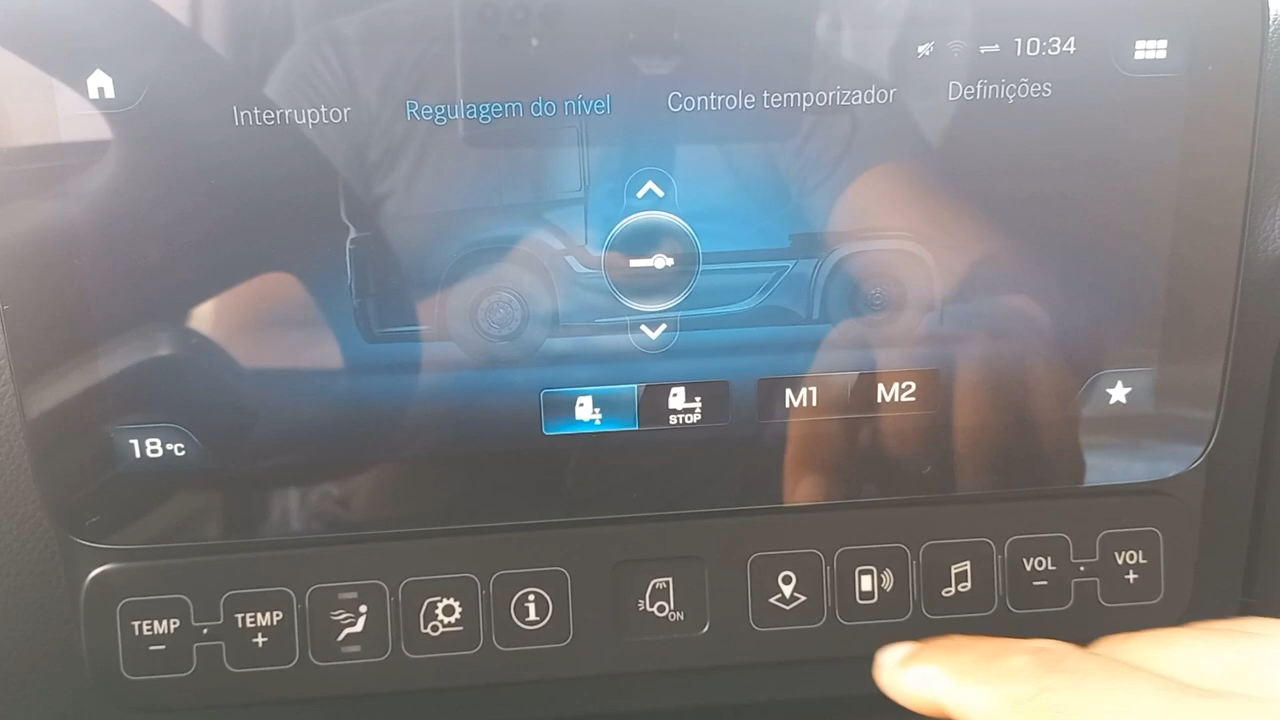 10:34
Interruptor Regulagem do nível Controle temporizador Definições
STOP M1 M2
18°C
TEMP − TEMP + ON VOL − VOL +